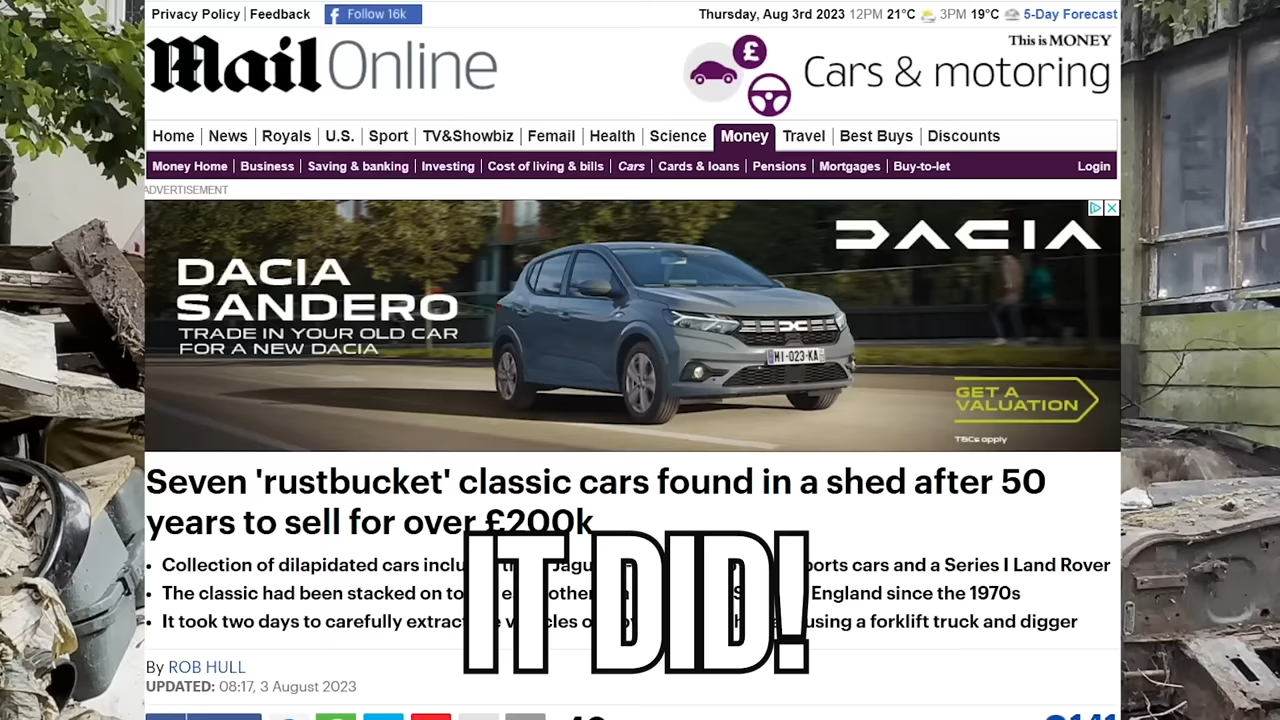 Privacy Policy Feedback Follow 16k Thursday, Aug 3rd 2023 12PM 21°C 3PM 19°C 5-Day Forecast
Mail Online
This is MONEY
Cars & motoring
Home News Royals U.S. Sport TV&Showbiz Femail Health Science Money Travel Best Buys Discounts
Money Home Business Saving & banking Investing Cost of living & bills Cars Cards & loans Pensions Mortgages Buy-to-let Login
ADVERTISEMENT
DACIA
DACIA
SANDERO
TRADE IN YOUR OLD CAR
FOR A NEW DACIA
MI-023-KA
GET A
VALUATION
T&Cs apply
Seven 'rustbucket' classic cars found in a shed after 50
years to sell for over £200k
IT DID!
• Collection of dilapidated cars cars and a Series I Land Rover
• The classic had been stacked on England since the 1970s
• It took two days to carefully using a forklift truck and digger
By ROB HULL
UPDATED: 08:17, 3 August 2023